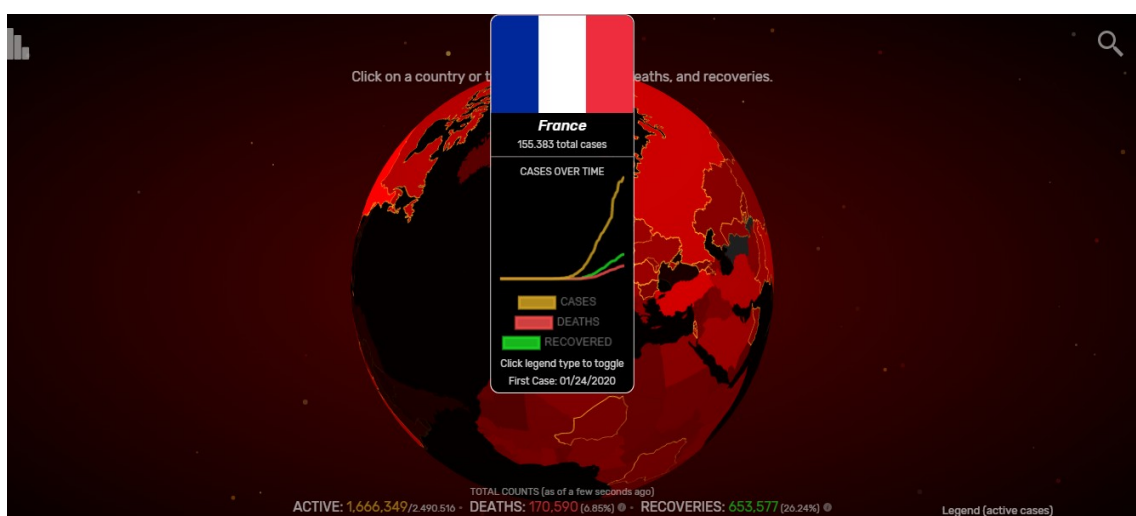 Click on a country or t eaths, and recoveries.
France
155.383 total cases
CASES OVER TIME
CASES
DEATHS
RECOVERED
Click legend type to toggle
First Case: 01/24/2020
TOTAL COUNTS (as of a few seconds ago)
ACTIVE: 1,666,349/2.490.516 - DEATHS: 170,590 (6.85%) - RECOVERIES: 653,577 (26.24%)
Legend (active cases)